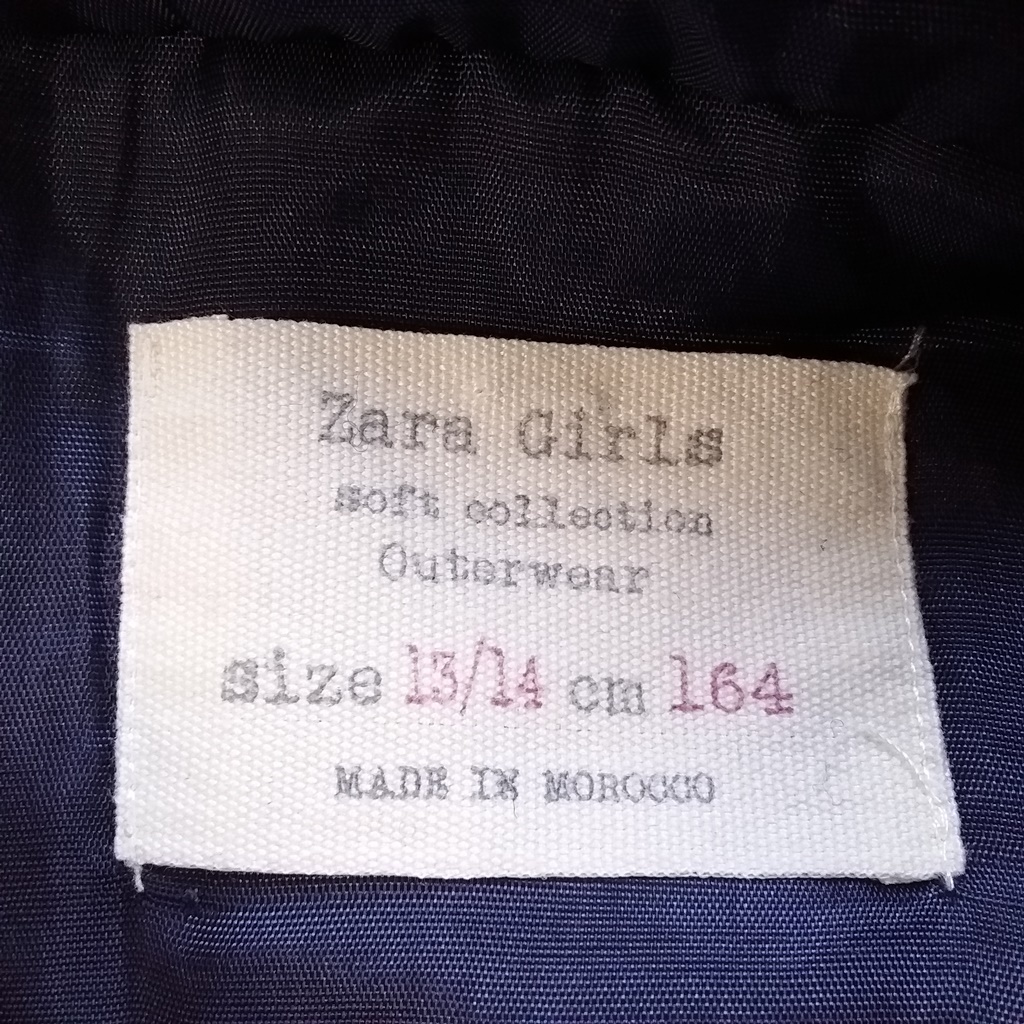 Zara Girls
soft collection
Outerwear
size 13/14 cm 164
MADE IN MOROCCO